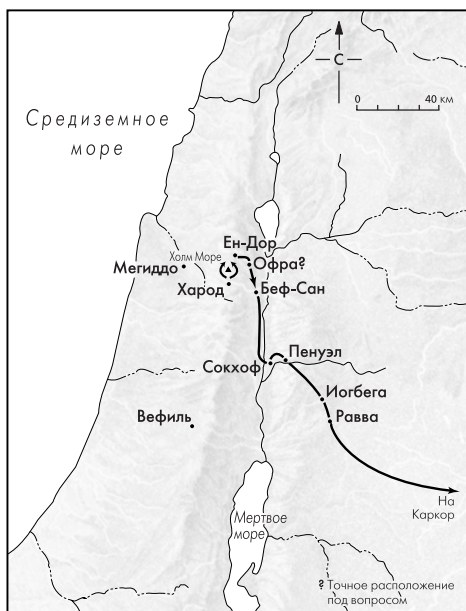 С
0 40 км
Средиземное
море
Ен-Дор
Холм Море
Офра?
Мегиддо
Харод
Беф-Сан
Сокхоф
Пенуэл
Иогбега
Равва
Вефиль
На
Каркор
Мертвое
море
? Точное расположение
под вопросом